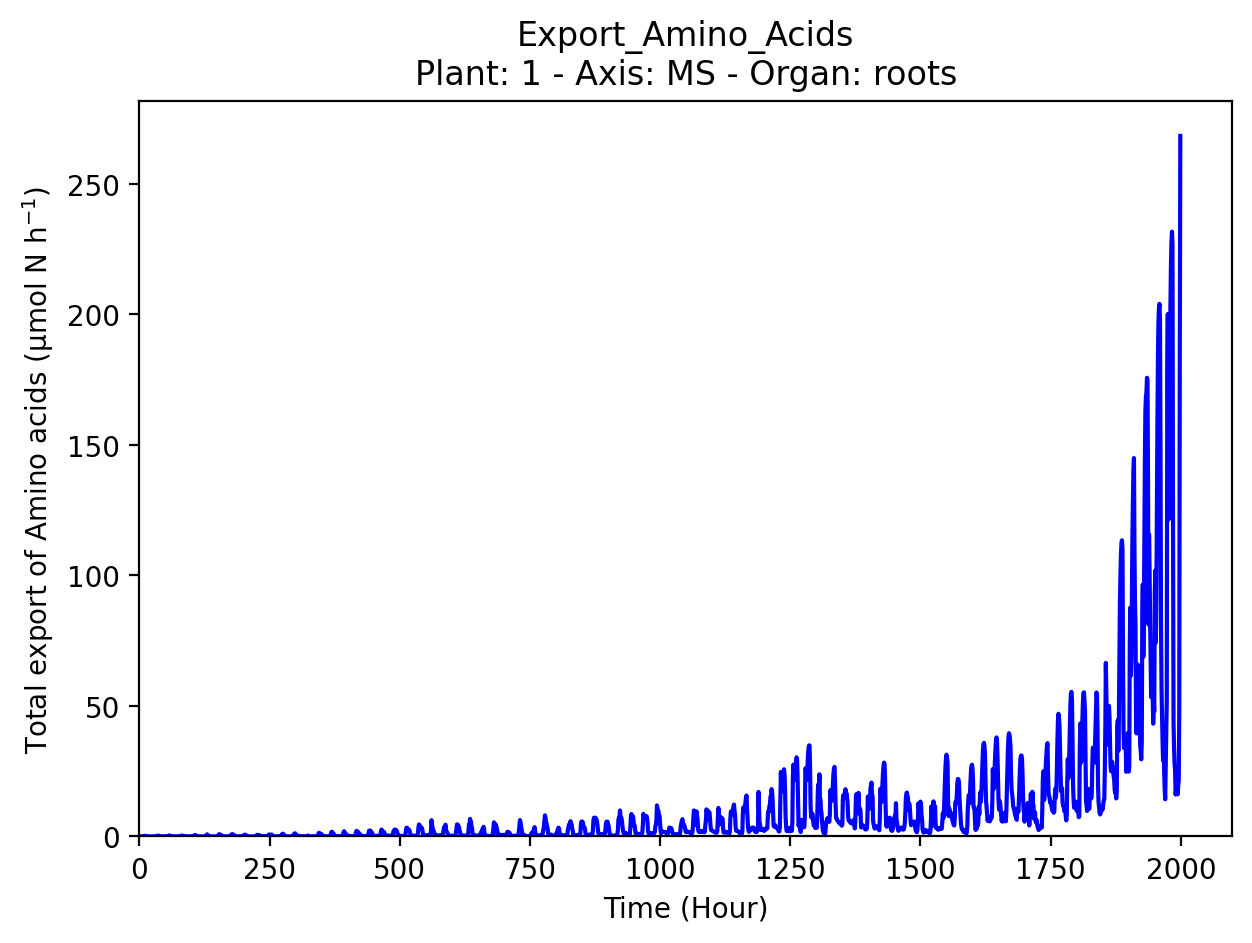 Export_Amino_Acids
Plant: 1 - Axis: MS - Organ: roots
Total export of Amino acids (µmol N h⁻¹)
250
200
150
100
50
0
0 250 500 750 1000 1250 1500 1750 2000
Time (Hour)